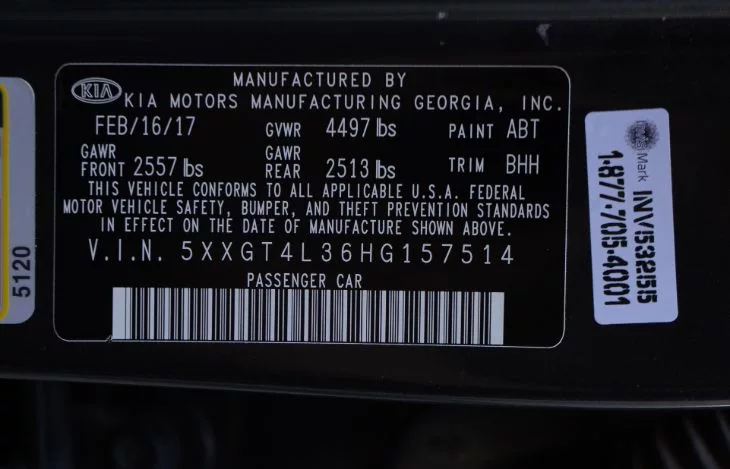 MANUFACTURED BY
KIA KIA MOTORS MANUFACTURING GEORGIA, INC.
FEB/16/17 GVWR 4497 lbs PAINT ABT
GAWR FRONT 2557 lbs GAWR REAR 2513 lbs TRIM BHH
THIS VEHICLE CONFORMS TO ALL APPLICABLE U.S.A. FEDERAL
MOTOR VEHICLE SAFETY, BUMPER, AND THEFT PREVENTION STANDARDS
IN EFFECT ON THE DATE OF MANUFACTURE SHOWN ABOVE.
V.I.N. 5XXGT4L36HG157514
PASSENGER CAR
5120
Mark INV153215
1-877-705-4001